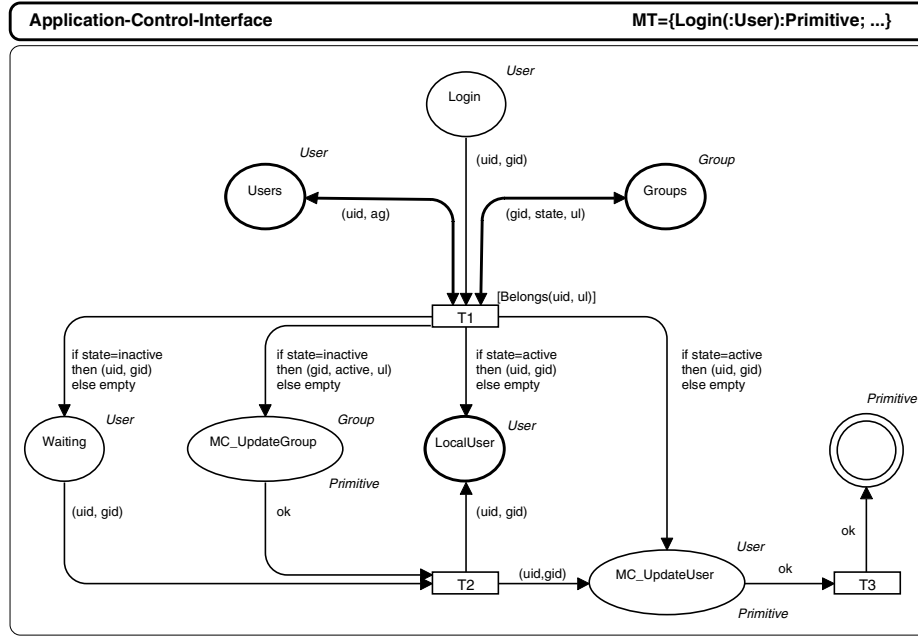 Application-Control-Interface MT={Login(:User):Primitive; ...}
User
Login
(uid, gid)
User
Users
(uid, ag)
Group
Groups
(gid, state, ul)
[Belongs(uid, ul)]
T1
if state=inactive
then (uid, gid)
else empty
if state=inactive
then (gid, active, ul)
else empty
if state=active
then (uid, gid)
else empty
if state=active
then (uid, gid)
else empty
User
Waiting
Group
MC_UpdateGroup
Primitive
User
LocalUser
Primitive
(uid, gid)
ok
(uid, gid)
ok
T2
(uid,gid)
User
MC_UpdateUser
Primitive
ok
T3